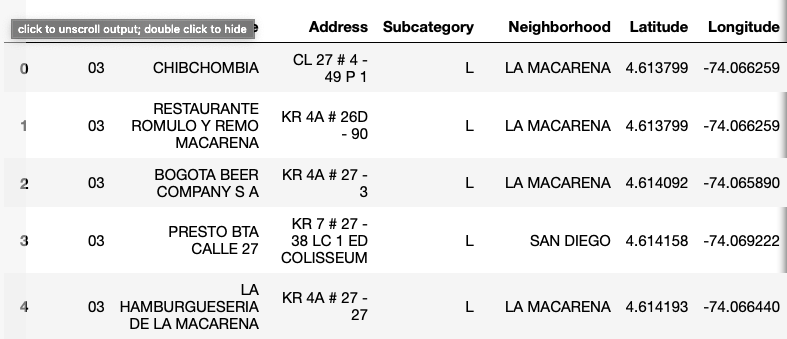 click to unscroll output; double click to hide
e Address Subcategory Neighborhood Latitude Longitude
0 03 CHIBCHOMBIA CL 27 # 4 - L LA MACARENA 4.613799 -74.066259
49 P 1
RESTAURANTE
1 03 ROMULO Y REMO KR 4A # 26D L LA MACARENA 4.613799 -74.066259
MACARENA - 90
2 03 BOGOTA BEER KR 4A # 27 - L LA MACARENA 4.614092 -74.065890
COMPANY S A 3
KR 7 # 27 -
3 03 PRESTO BTA 38 LC 1 ED L SAN DIEGO 4.614158 -74.069222
CALLE 27 COLISSEUM
LA
4 03 HAMBURGUESERIA KR 4A # 27 - L LA MACARENA 4.614193 -74.066440
DE LA MACARENA 27